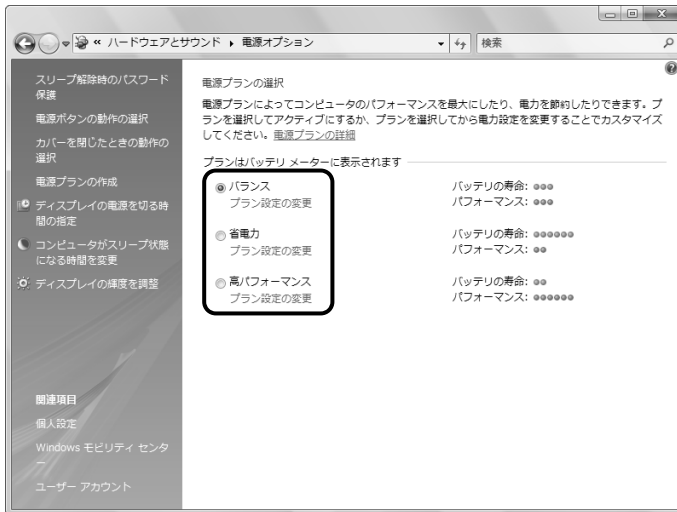 « ハードウェアとサウンド ▸ 電源オプション
検索
スリープ解除時のパスワード
保護
電源ボタンの動作の選択
カバーを閉じたときの動作の
選択
電源プランの作成
ディスプレイの電源を切る時
間の指定
コンピュータがスリープ状態
になる時間を変更
ディスプレイの輝度を調整
関連項目
個人設定
Windows モビリティ センタ
ー
ユーザー アカウント
電源プランの選択
電源プランによってコンピュータのパフォーマンスを最大にしたり、電力を節約したりできます。プ
ランを選択してアクティブにするか、プランを選択してから電力設定を変更することでカスタマイズ
してください。電源プランの詳細
プランはバッテリ メーターに表示されます
バランス
プラン設定の変更
バッテリの寿命:
パフォーマンス:
省電力
プラン設定の変更
バッテリの寿命:
パフォーマンス:
高パフォーマンス
プラン設定の変更
バッテリの寿命:
パフォーマンス: